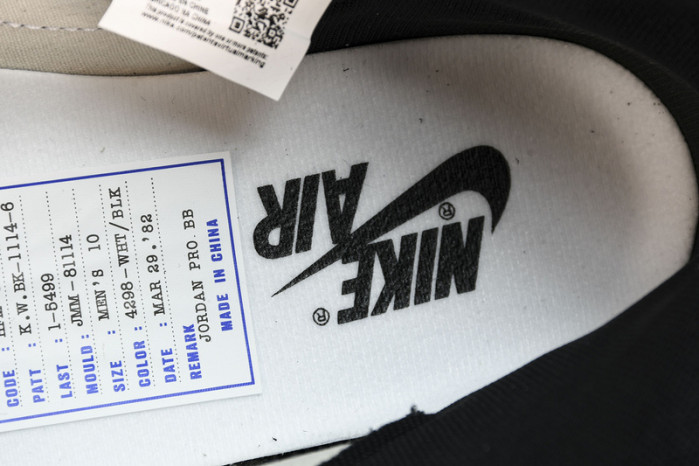 CODE :
PATT : K.W.BK-1114-6
LAST : 1-5499
MOULD : JMM-81114
SIZE : MEN'S 10
COLOR : 4298-WHT/BLK
DATE : MAR 29.'82
REMARK JORDAN PRO.BB
MADE IN CHINA
NIKE®
AIR®